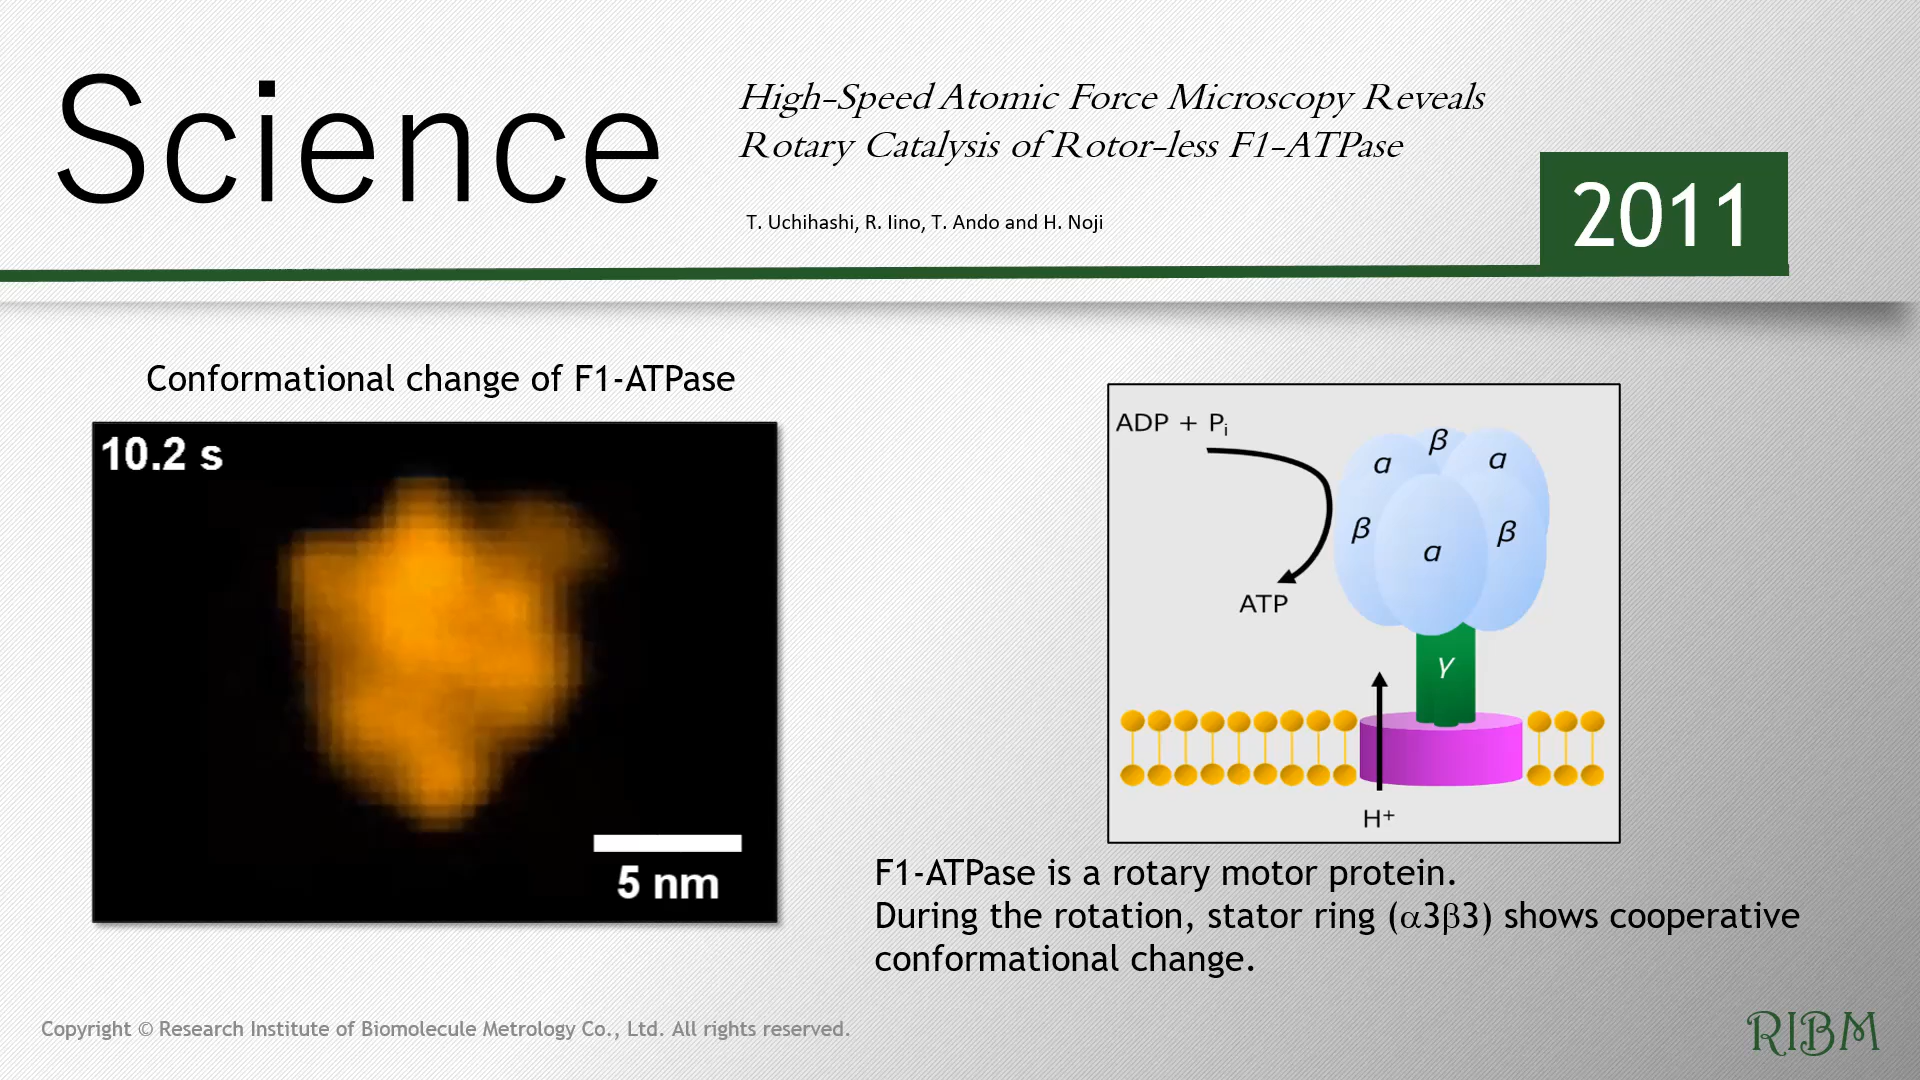 Science
High-Speed Atomic Force Microscopy Reveals
Rotary Catalysis of Rotor-less F1-ATPase
T. Uchihashi, R. Iino, T. Ando and H. Noji
2011
Conformational change of F1-ATPase
10.2 s
5 nm
ADP + Pi
β
α
α
β
β
α
ATP
γ
H⁺
F1-ATPase is a rotary motor protein.
During the rotation, stator ring (α3β3) shows cooperative
conformational change.
Copyright © Research Institute of Biomolecule Metrology Co., Ltd. All rights reserved.
RIBM